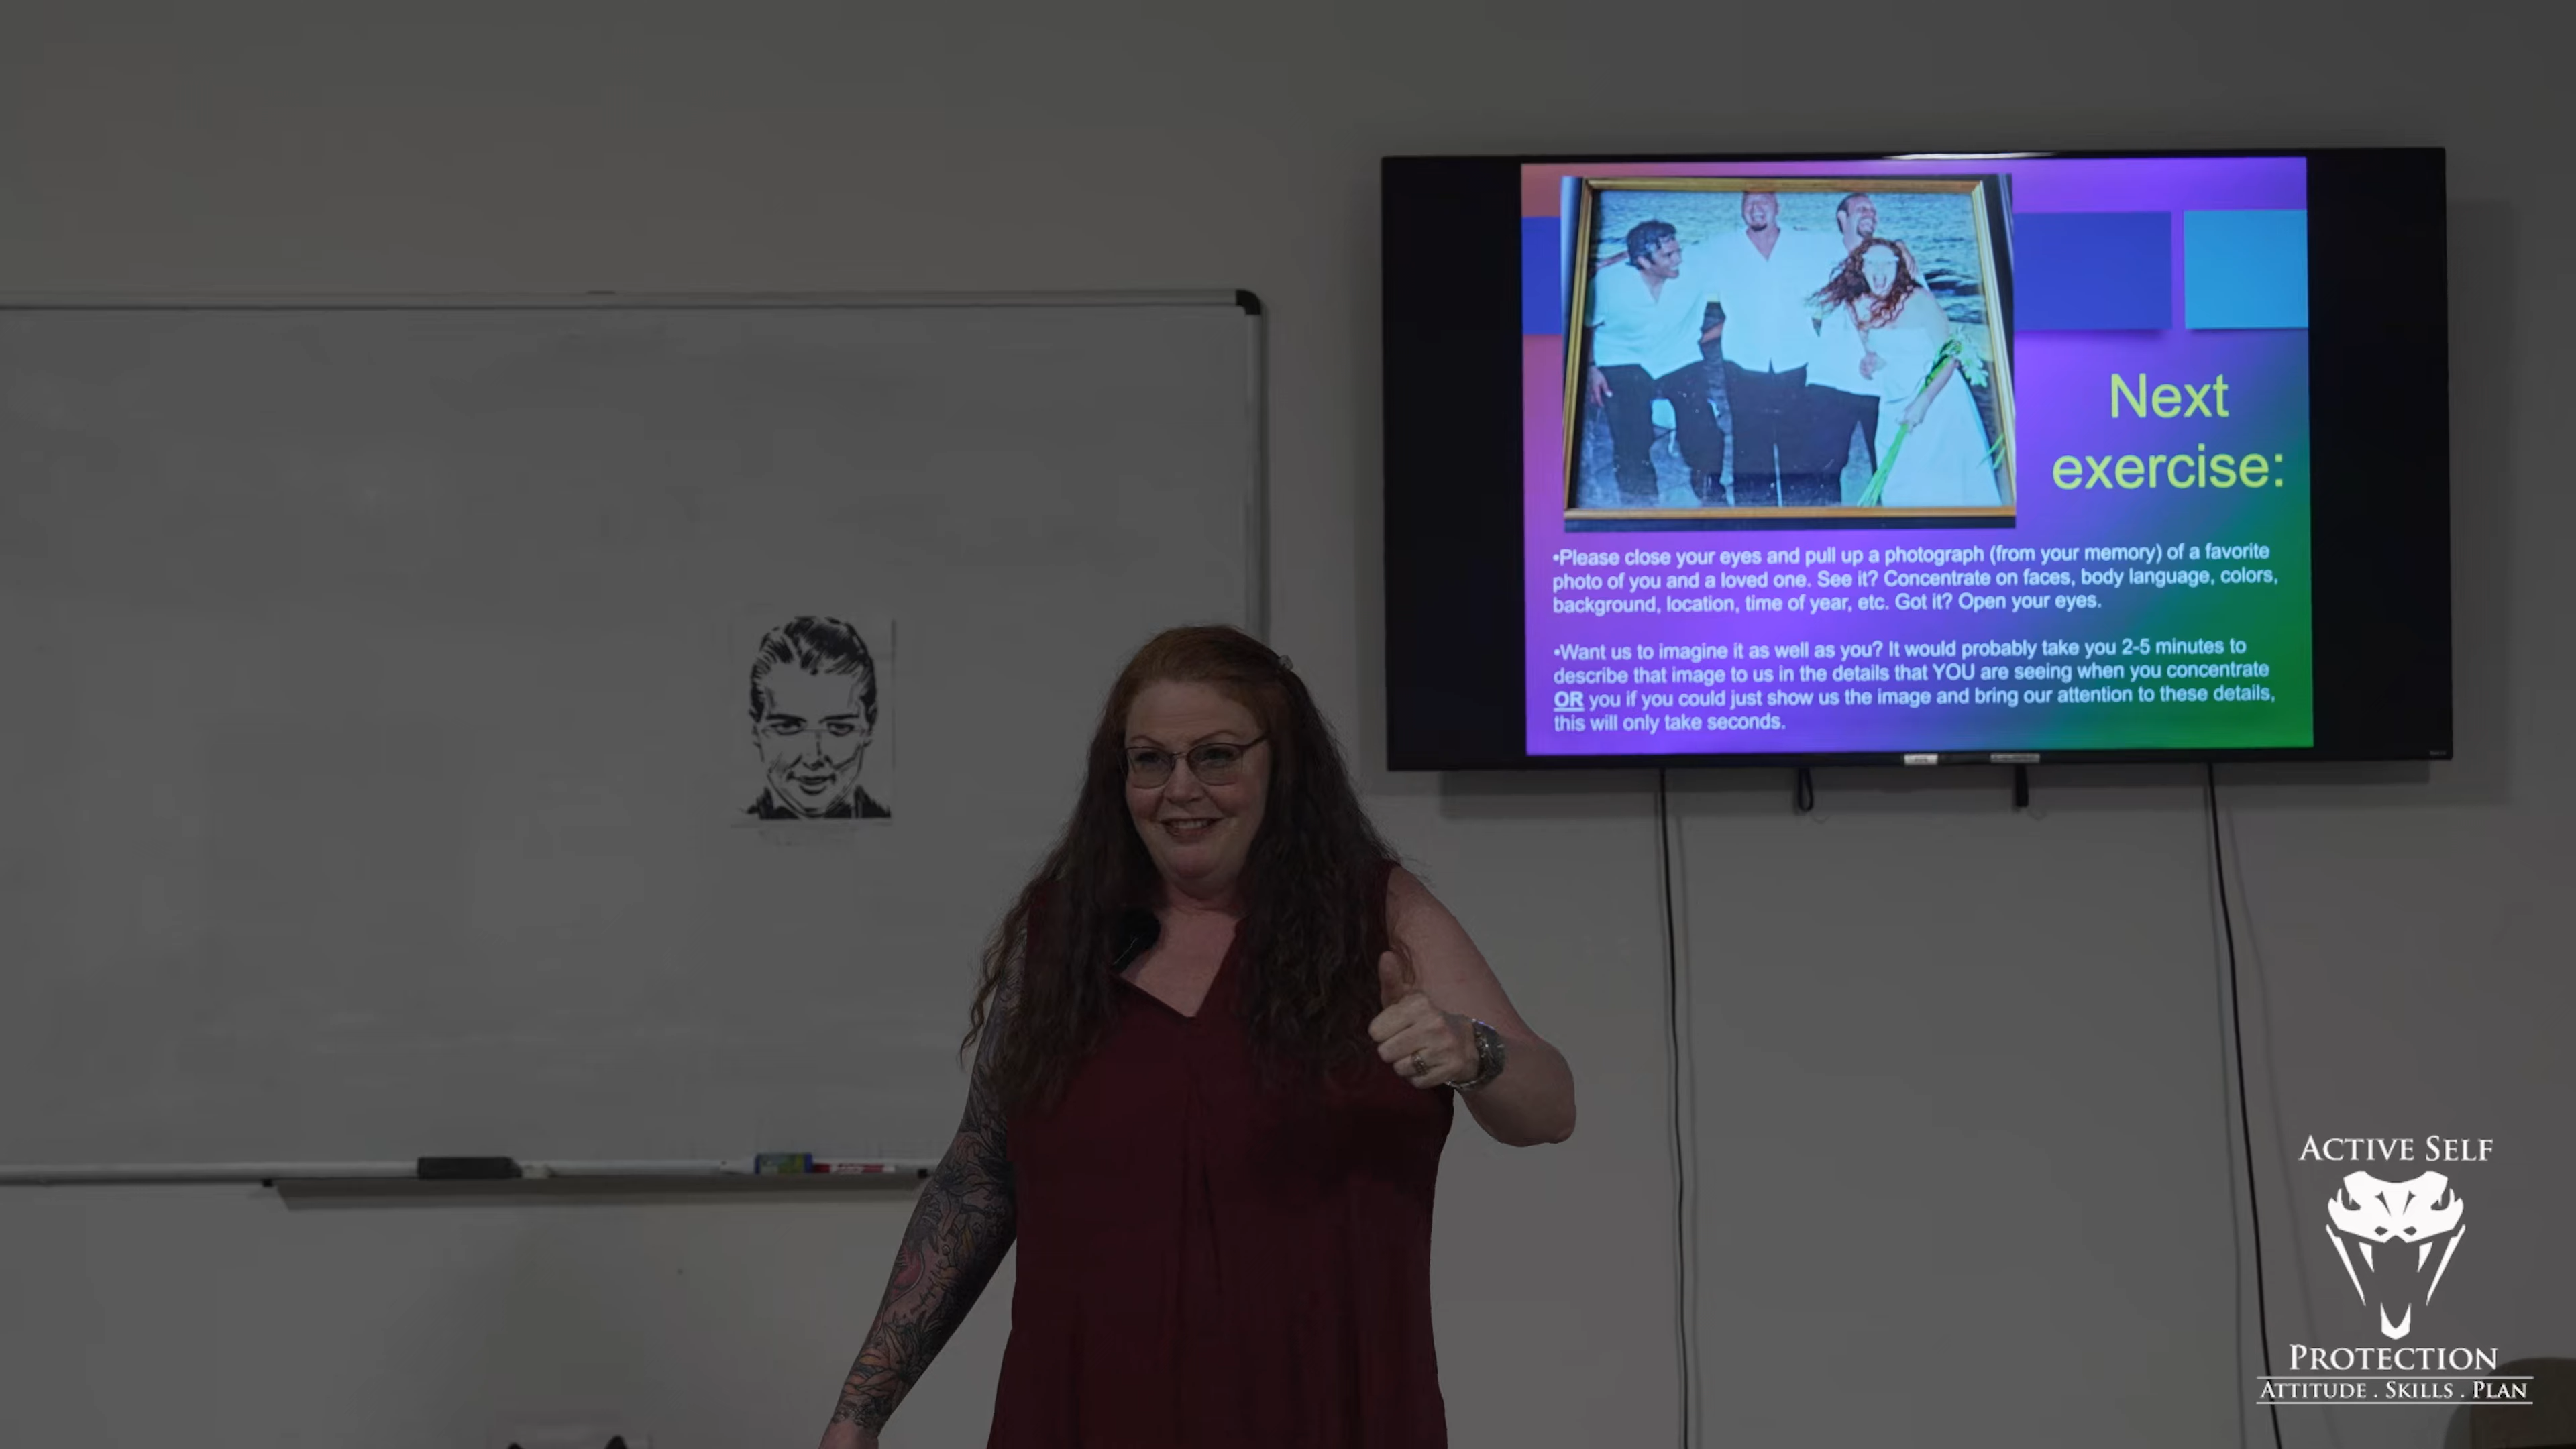 Next
exercise:
•Please close your eyes and pull up a photograph (from your memory) of a favorite
photo of you and a loved one. See it? Concentrate on faces, body language, colors,
background, location, time of year, etc. Got it? Open your eyes.
•Want us to imagine it as well as you? It would probably take you 2-5 minutes to
describe that image to us in the details that YOU are seeing when you concentrate
OR you if you could just show us the image and bring our attention to these details,
this will only take seconds.
ACTIVE SELF
PROTECTION
ATTITUDE . SKILLS . PLAN